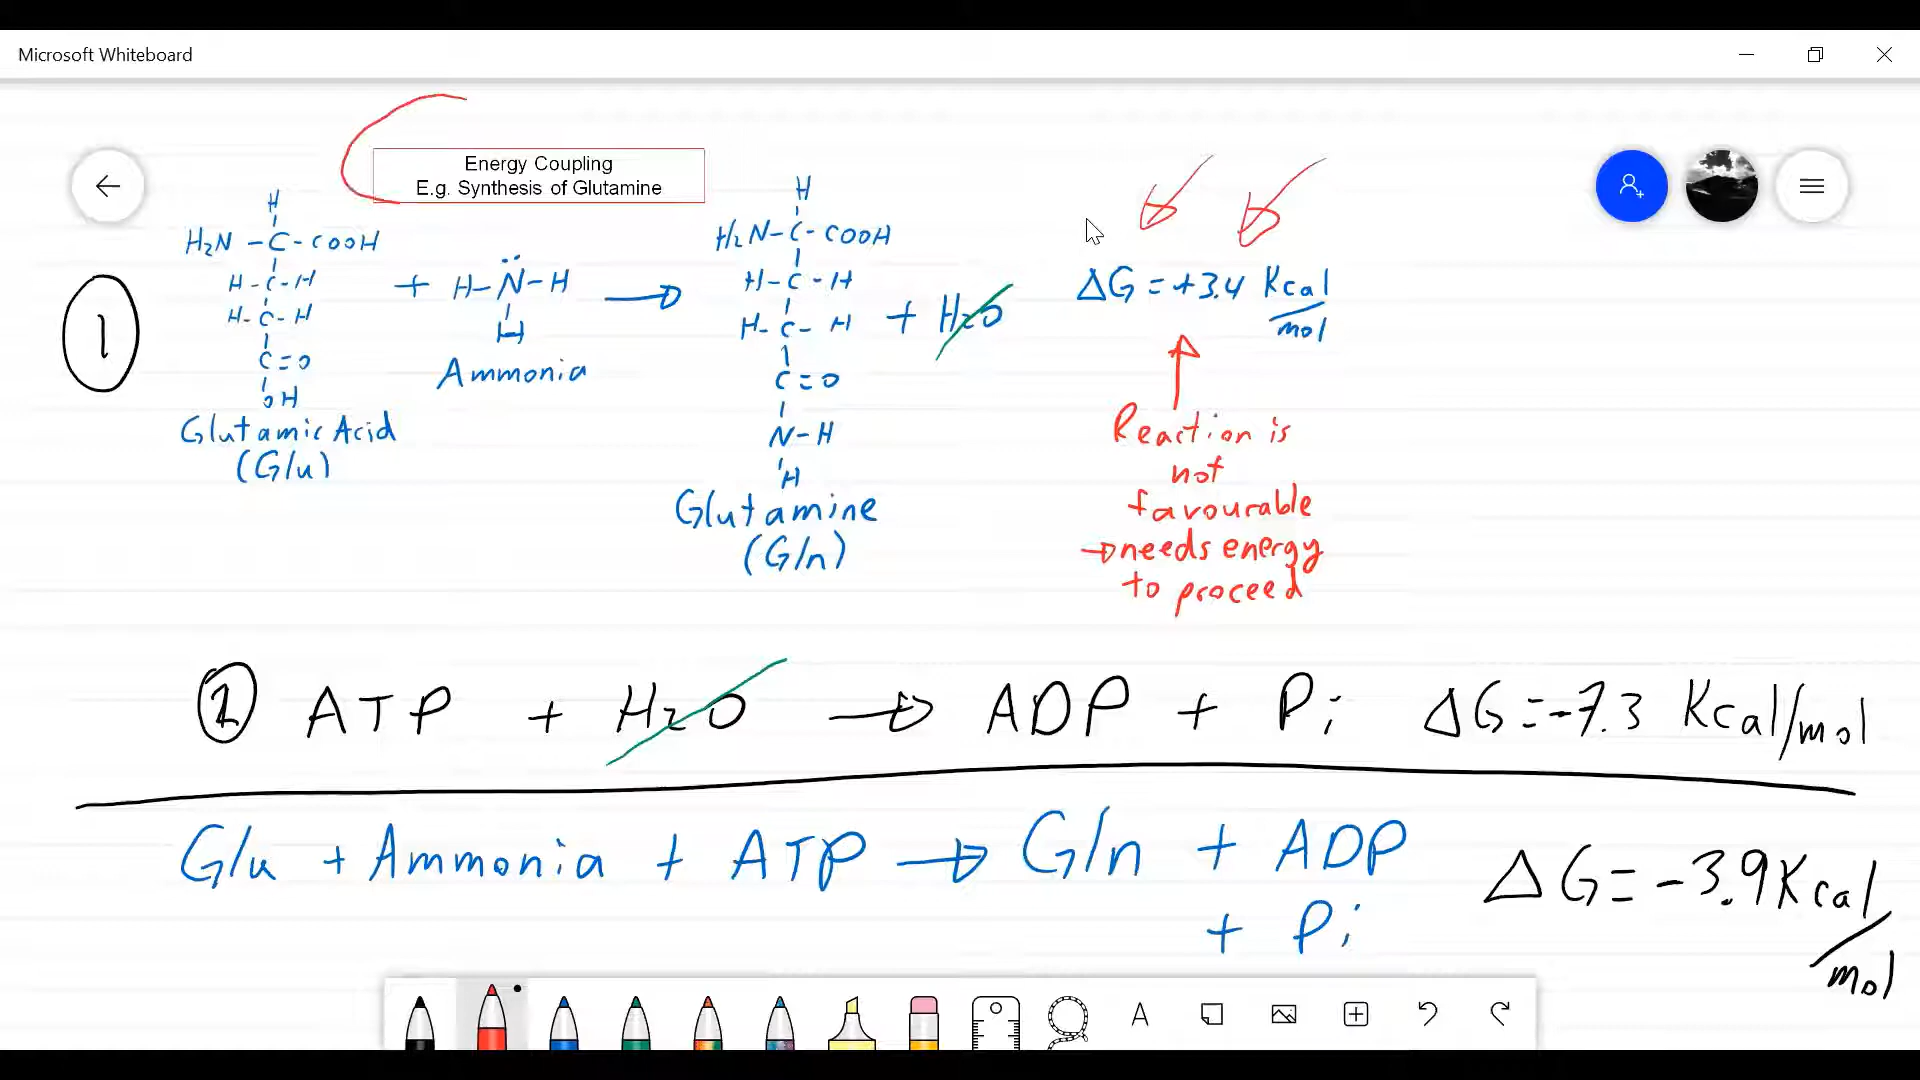 Microsoft Whiteboard
Energy Coupling
E.g. Synthesis of Glutamine
1
H
H₂N - C - COOH
H - C - H
H - C - H
C = O
OH
Glutamic Acid
(Glu)
+
H - N̈ - H
H
Ammonia
→
H
H₂N - C - COOH
H - C - H
H - C - H
C = O
N - H
H
Glutamine
(Gln)
+ H₂O
ΔG = +3.4 Kcal/mol
Reaction is
not
favourable
→ needs energy
to proceed
2 ATP + H₂O → ADP + Pi ΔG = -7.3 Kcal/mol
Glu + Ammonia + ATP → Gln + ADP
+ Pi
ΔG = -3.9 Kcal/mol
A